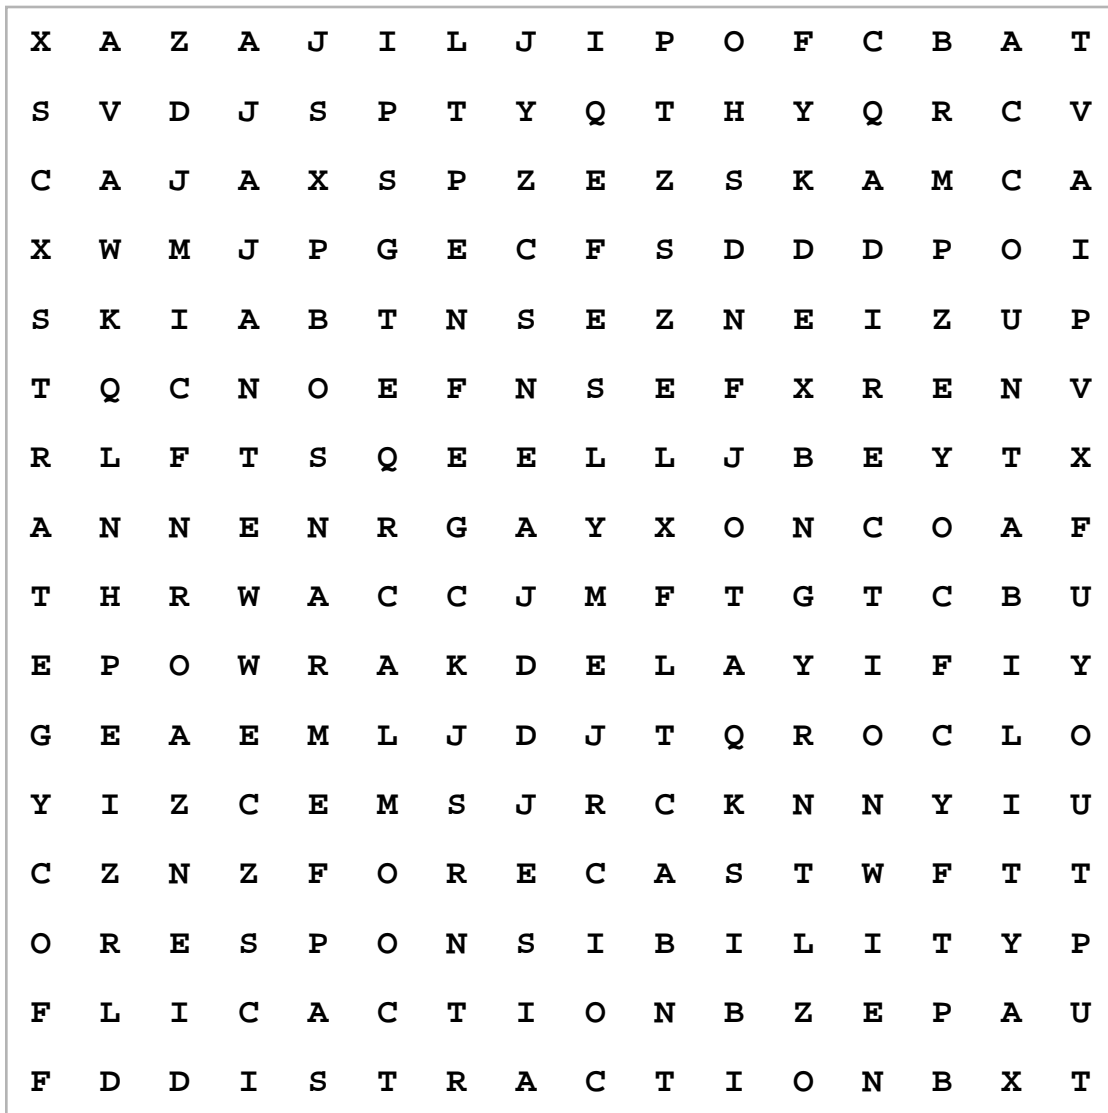 X A Z A J I L J I P O F C B A T
S V D J S P T Y Q T H Y Q R C V
C A J A X S P Z E Z S K A M C A
X W M J P G E C F S D D D P O I
S K I A B T N S E Z N E I Z U P
T Q C N O E F N S E F X R E N V
R L F T S Q E E L L J B E Y T X
A N N E N R G A Y X O N C O A F
T H R W A C C J M F T G T C B U
E P O W R A K D E L A Y I F I Y
G E A E M L J D J T Q R O C L O
Y I Z C E M S J R C K N N Y I U
C Z N Z F O R E C A S T W F T T
O R E S P O N S I B I L I T Y P
F L I C A C T I O N B Z E P A U
F D D I S T R A C T I O N B X T